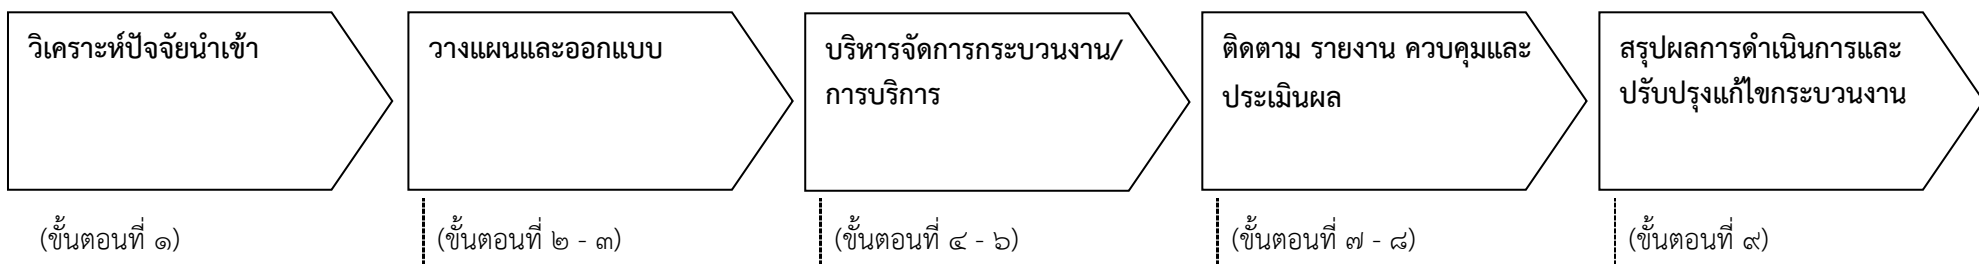 วิเคราะห์ปัจจัยนำเข้า
(ขั้นตอนที่ ๑)
วางแผนและออกแบบ
(ขั้นตอนที่ ๒ - ๓)
บริหารจัดการกระบวนงาน/
การบริการ
(ขั้นตอนที่ ๔ - ๖)
ติดตาม รายงาน ควบคุมและ
ประเมินผล
(ขั้นตอนที่ ๗ - ๘)
สรุปผลการดำเนินการและ
ปรับปรุงแก้ไขกระบวนงาน
(ขั้นตอนที่ ๙)